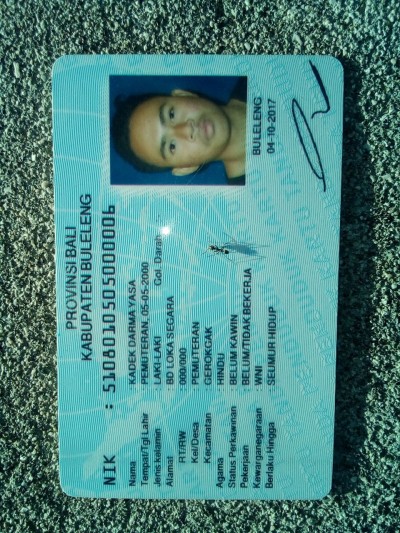 PROVINSI BALI
KABUPATEN BULELENG
NIK : 5108010505000006
Nama : KADEK DARMA YASA
Tempat/Tgl Lahir : PEMUTERAN, 05-05-2000
Jenis kelamin : LAKI-LAKI Gol. Darah : -
Alamat : BD LOKA SEGARA
RT/RW : 000/000
Kel/Desa : PEMUTERAN
Kecamatan : GEROKGAK
Agama : HINDU
Status Perkawinan : BELUM KAWIN
Pekerjaan : BELUM/TIDAK BEKERJA
Kewarganegaraan : WNI
Berlaku Hingga : SEUMUR HIDUP
BULELENG
04-10-2017